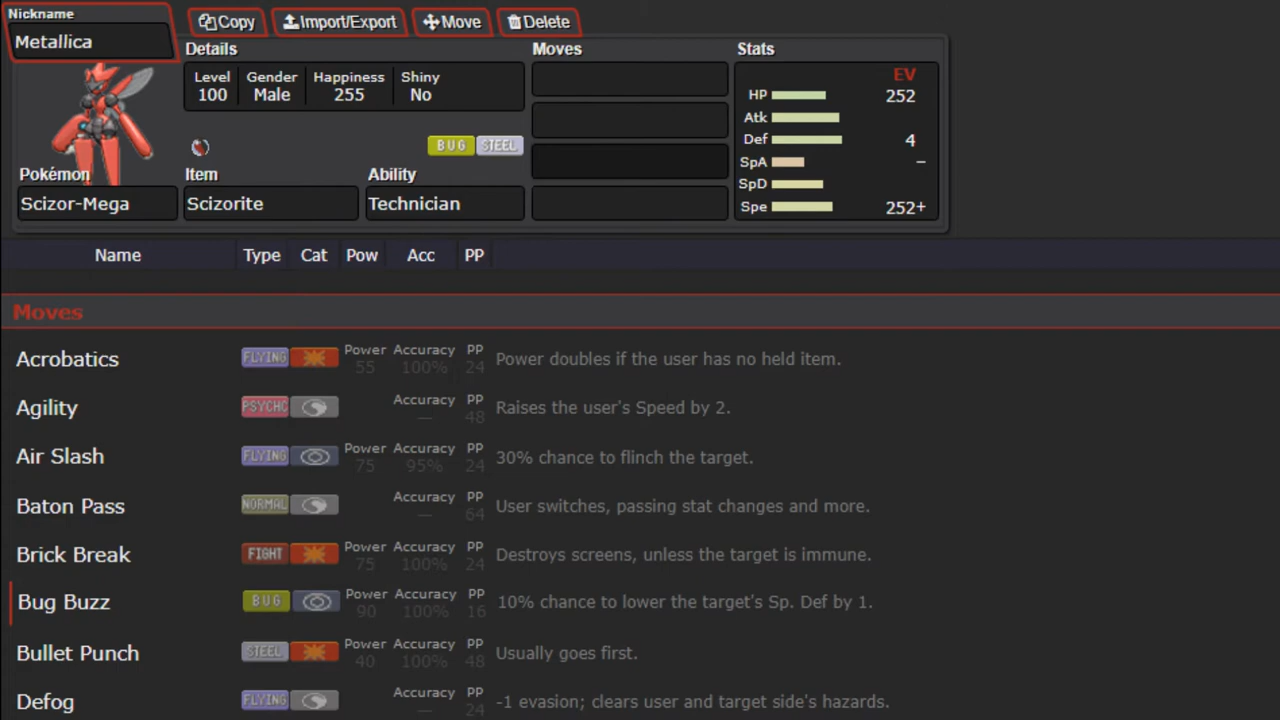 Nickname
Metallica
Copy Import/Export Move Delete
Details
Moves
Stats
Level Gender Happiness Shiny
100 Male 255 No
EV
HP 252
Atk
Def 4
SpA –
SpD
Spe 252+
BUG STEEL
Pokémon Item Ability
Scizor-Mega Scizorite Technician
Name Type Cat Pow Acc PP
Moves
Acrobatics FLYING Power 55 Accuracy 100% PP 24 Power doubles if the user has no held item.
Agility PSYCHC Accuracy — PP 48 Raises the user's Speed by 2.
Air Slash FLYING Power 75 Accuracy 95% PP 24 30% chance to flinch the target.
Baton Pass NORMAL Accuracy — PP 64 User switches, passing stat changes and more.
Brick Break FIGHT Power 75 Accuracy 100% PP 24 Destroys screens, unless the target is immune.
Bug Buzz BUG Power 90 Accuracy 100% PP 16 10% chance to lower the target's Sp. Def by 1.
Bullet Punch STEEL Power 40 Accuracy 100% PP 48 Usually goes first.
Defog FLYING Accuracy — PP 24 -1 evasion; clears user and target side's hazards.